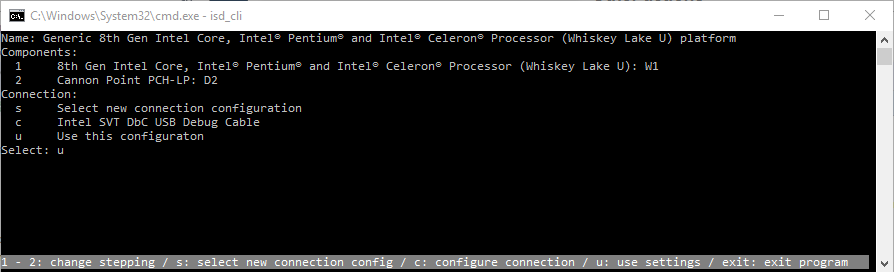 C:\Windows\System32\cmd.exe - isd_cli
Name: Generic 8th Gen Intel Core, Intel® Pentium® and Intel® Celeron® Processor (Whiskey Lake U) platform
Components:
1 8th Gen Intel Core, Intel® Pentium® and Intel® Celeron® Processor (Whiskey Lake U): W1
2 Cannon Point PCH-LP: D2
Connection:
s Select new connection configuration
c Intel SVT DbC USB Debug Cable
u Use this configuraton
Select: u
1 - 2: change stepping / s: select new connection config / c: configure connection / u: use settings / exit: exit program